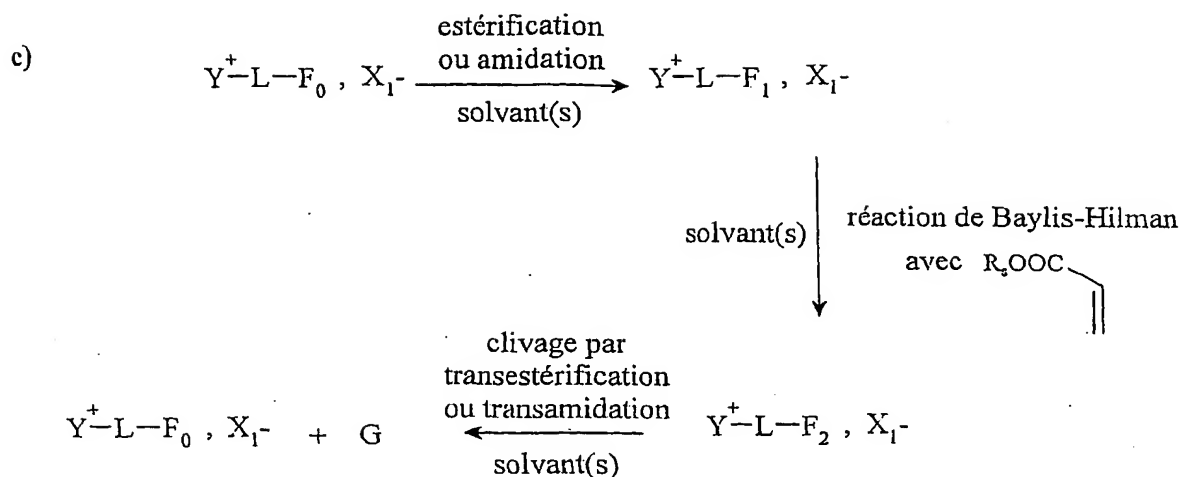 c)
estérification
ou amidation
Y⁺–L–F₀ , X₁- solvant(s) Y⁺–L–F₁ , X₁-
solvant(s) réaction de Baylis-Hilman
avec R₅OOC
clivage par
transestérification
ou transamidation
Y⁺–L–F₀ , X₁- + G solvant(s) Y⁺–L–F₂ , X₁-